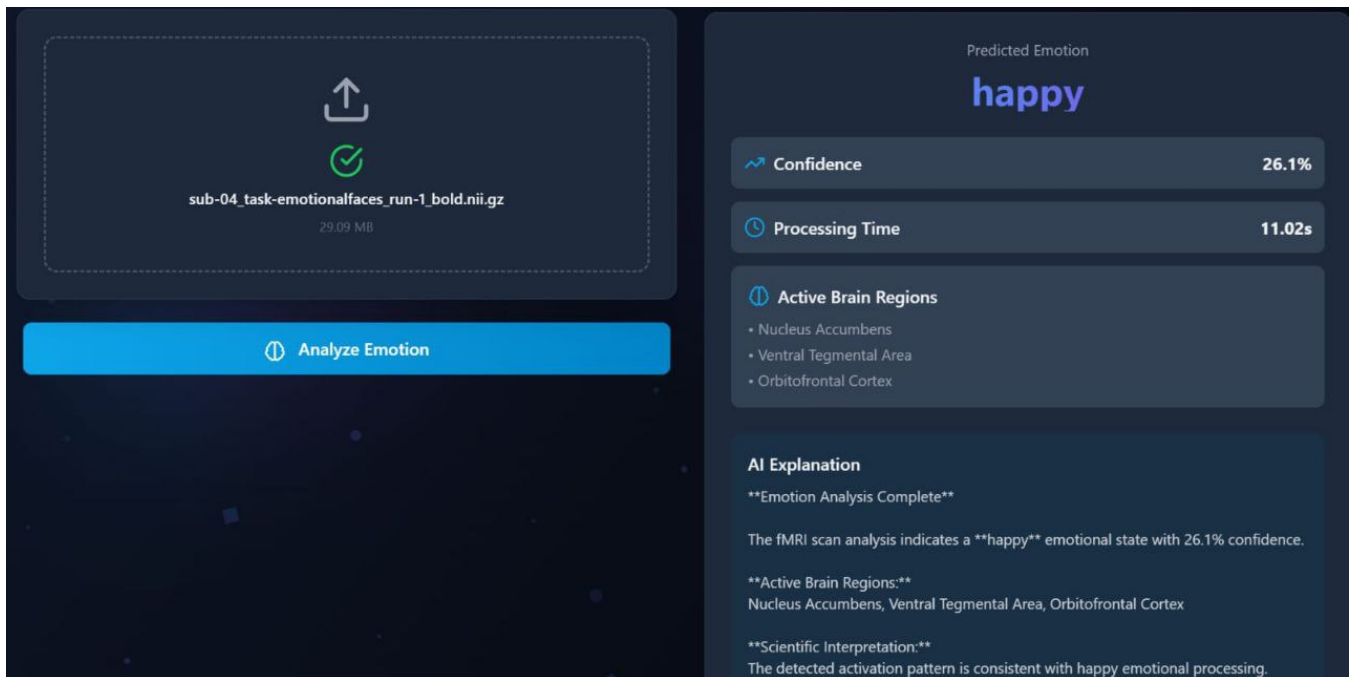 sub-04_task-emotionalfaces_run-1_bold.nii.gz
29.09 MB
Analyze Emotion
Predicted Emotion
happy
Confidence 26.1%
Processing Time 11.02s
Active Brain Regions
• Nucleus Accumbens
• Ventral Tegmental Area
• Orbitofrontal Cortex
AI Explanation
**Emotion Analysis Complete**
The fMRI scan analysis indicates a **happy** emotional state with 26.1% confidence.
**Active Brain Regions:**
Nucleus Accumbens, Ventral Tegmental Area, Orbitofrontal Cortex
**Scientific Interpretation:**
The detected activation pattern is consistent with happy emotional processing.